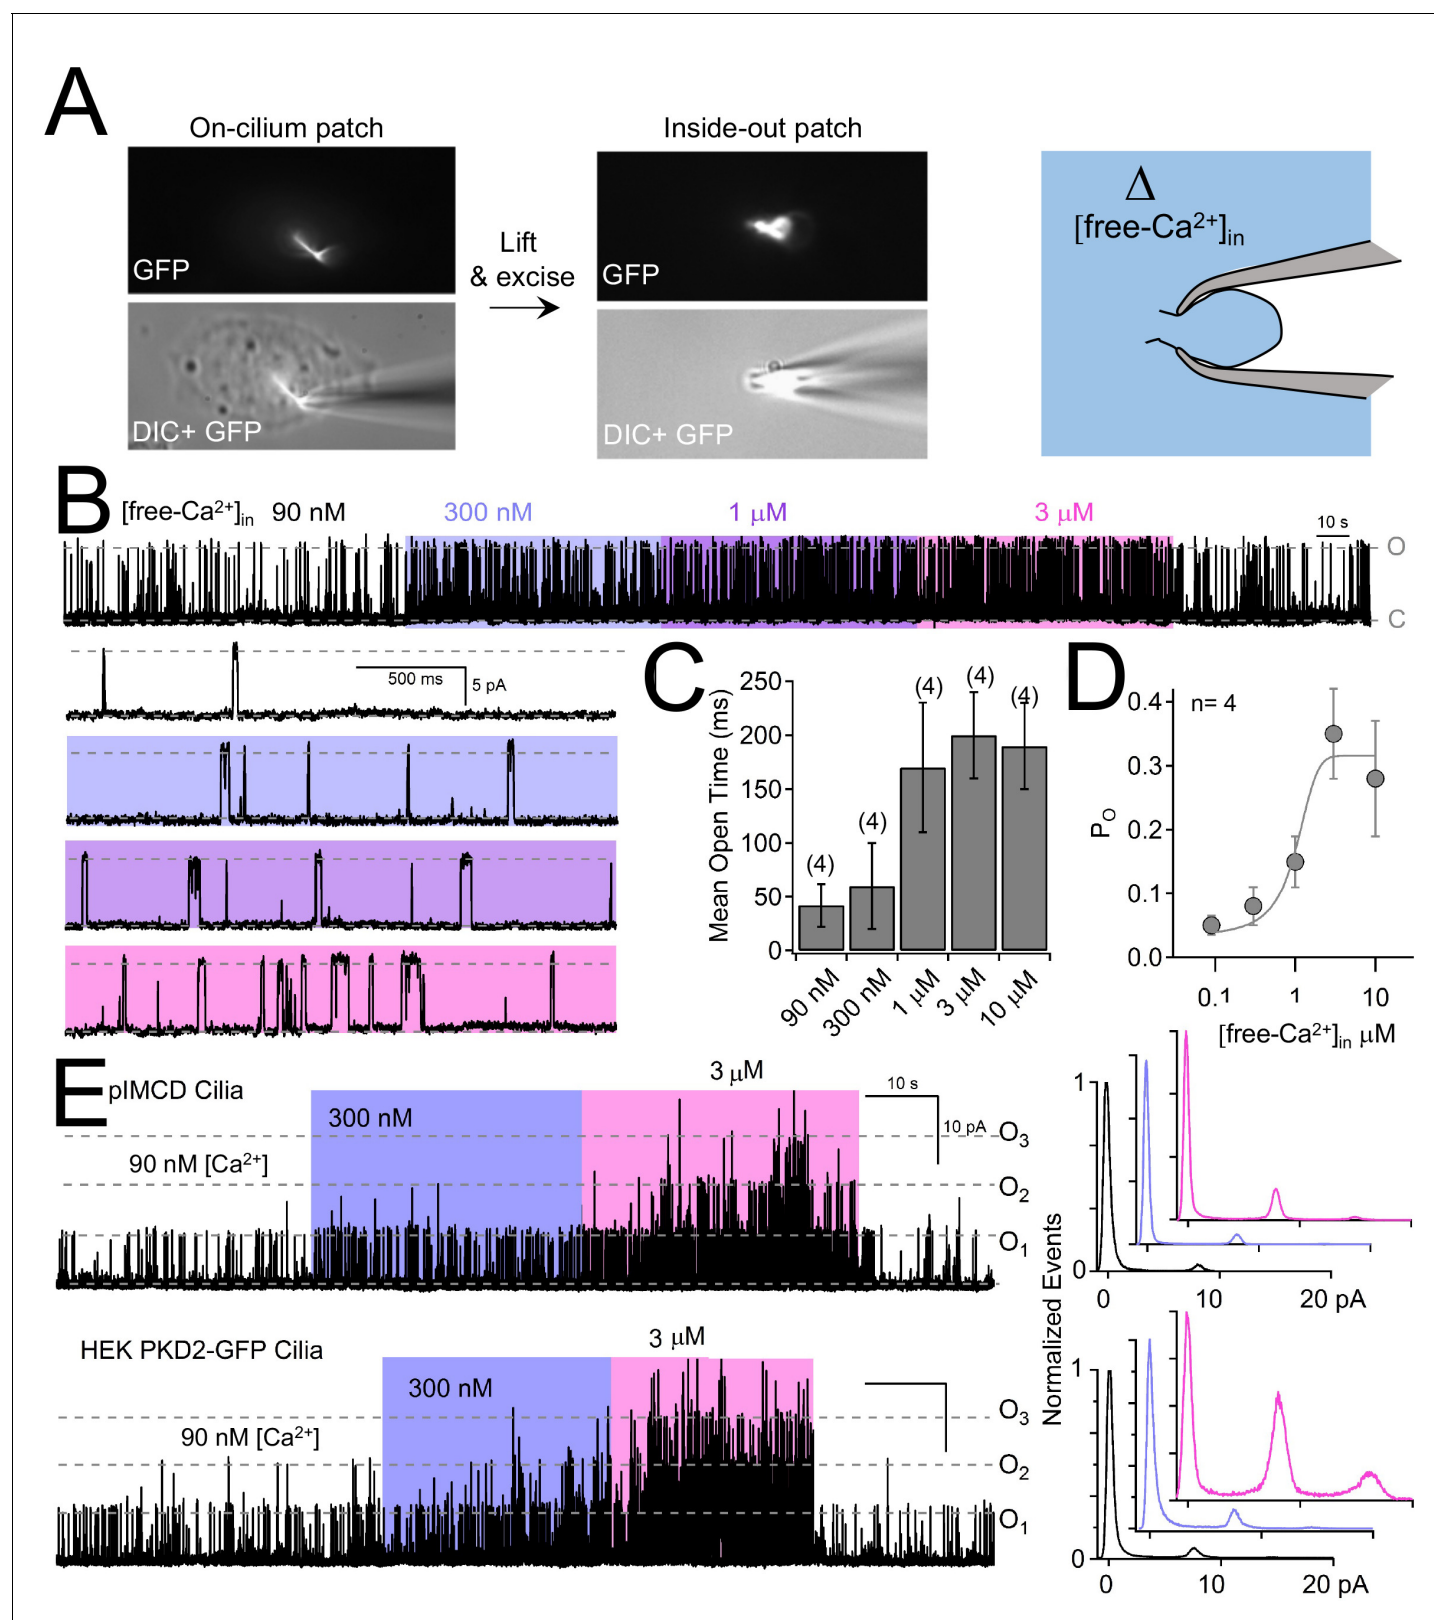 A
On-cilium patch
Inside-out patch
GFP
DIC+ GFP
Lift
& excise
GFP
DIC+ GFP
Δ
[free-Ca²⁺]in
B
[free-Ca²⁺]in 90 nM 300 nM 1 μM 3 μM
10 s
O
C
500 ms
5 pA
C
Mean Open Time (ms)
250
200
150
100
50
0
(4) (4) (4) (4) (4)
90 nM 300 nM 1 μM 3 μM 10 μM
D
n= 4
PO
0.4
0.3
0.2
0.1
0.0
0.1 1 10
[free-Ca²⁺]in μM
E
pIMCD Cilia
90 nM [Ca²⁺]
300 nM
3 μM
10 s
10 pA
O3
O2
O1
HEK PKD2-GFP Cilia
90 nM [Ca²⁺]
300 nM
3 μM
O3
O2
O1
Normalized Events
1
0
0 10 20 pA
1
0
0 10 20 pA